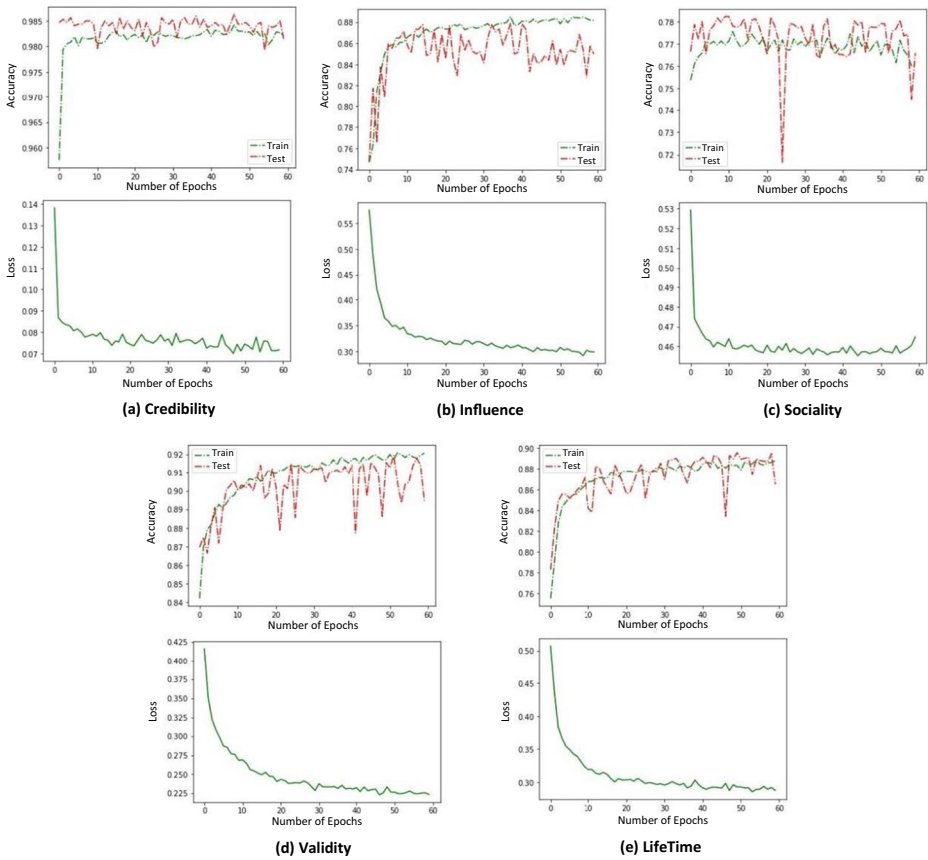 0.985
0.980
0.975
0.970
0.965
0.960
Accuracy
Train
Test
0 10 20 30 40 50 60
Number of Epochs
0.88
0.86
0.84
0.82
0.80
0.78
0.76
0.74
Accuracy
Train
Test
0 10 20 30 40 50 60
Number of Epochs
0.78
0.77
0.76
0.75
0.74
0.73
0.72
Accuracy
Train
Test
0 10 20 30 40 50 60
Number of Epochs
0.14
0.13
0.12
0.11
0.10
0.09
0.08
0.07
Loss
0 10 20 30 40 50 60
Number of Epochs
(a) Credibility
0.55
0.50
0.45
0.40
0.35
0.30
Loss
0 10 20 30 40 50 60
Number of Epochs
(b) Influence
0.53
0.52
0.51
0.50
0.49
0.48
0.47
0.46
Loss
0 10 20 30 40 50 60
Number of Epochs
(c) Sociality
0.92
0.91
0.90
0.89
0.88
0.87
0.86
0.85
0.84
Accuracy
Train
Test
0 10 20 30 40 50 60
Number of Epochs
0.90
0.88
0.86
0.84
0.82
0.80
0.78
0.76
Accuracy
Train
Test
0 10 20 30 40 50 60
Number of Epochs
0.425
0.400
0.375
0.350
0.325
0.300
0.275
0.250
0.225
Loss
0 10 20 30 40 50 60
Number of Epochs
(d) Validity
0.50
0.45
0.40
0.35
0.30
Loss
0 10 20 30 40 50 60
Number of Epochs
(e) LifeTime